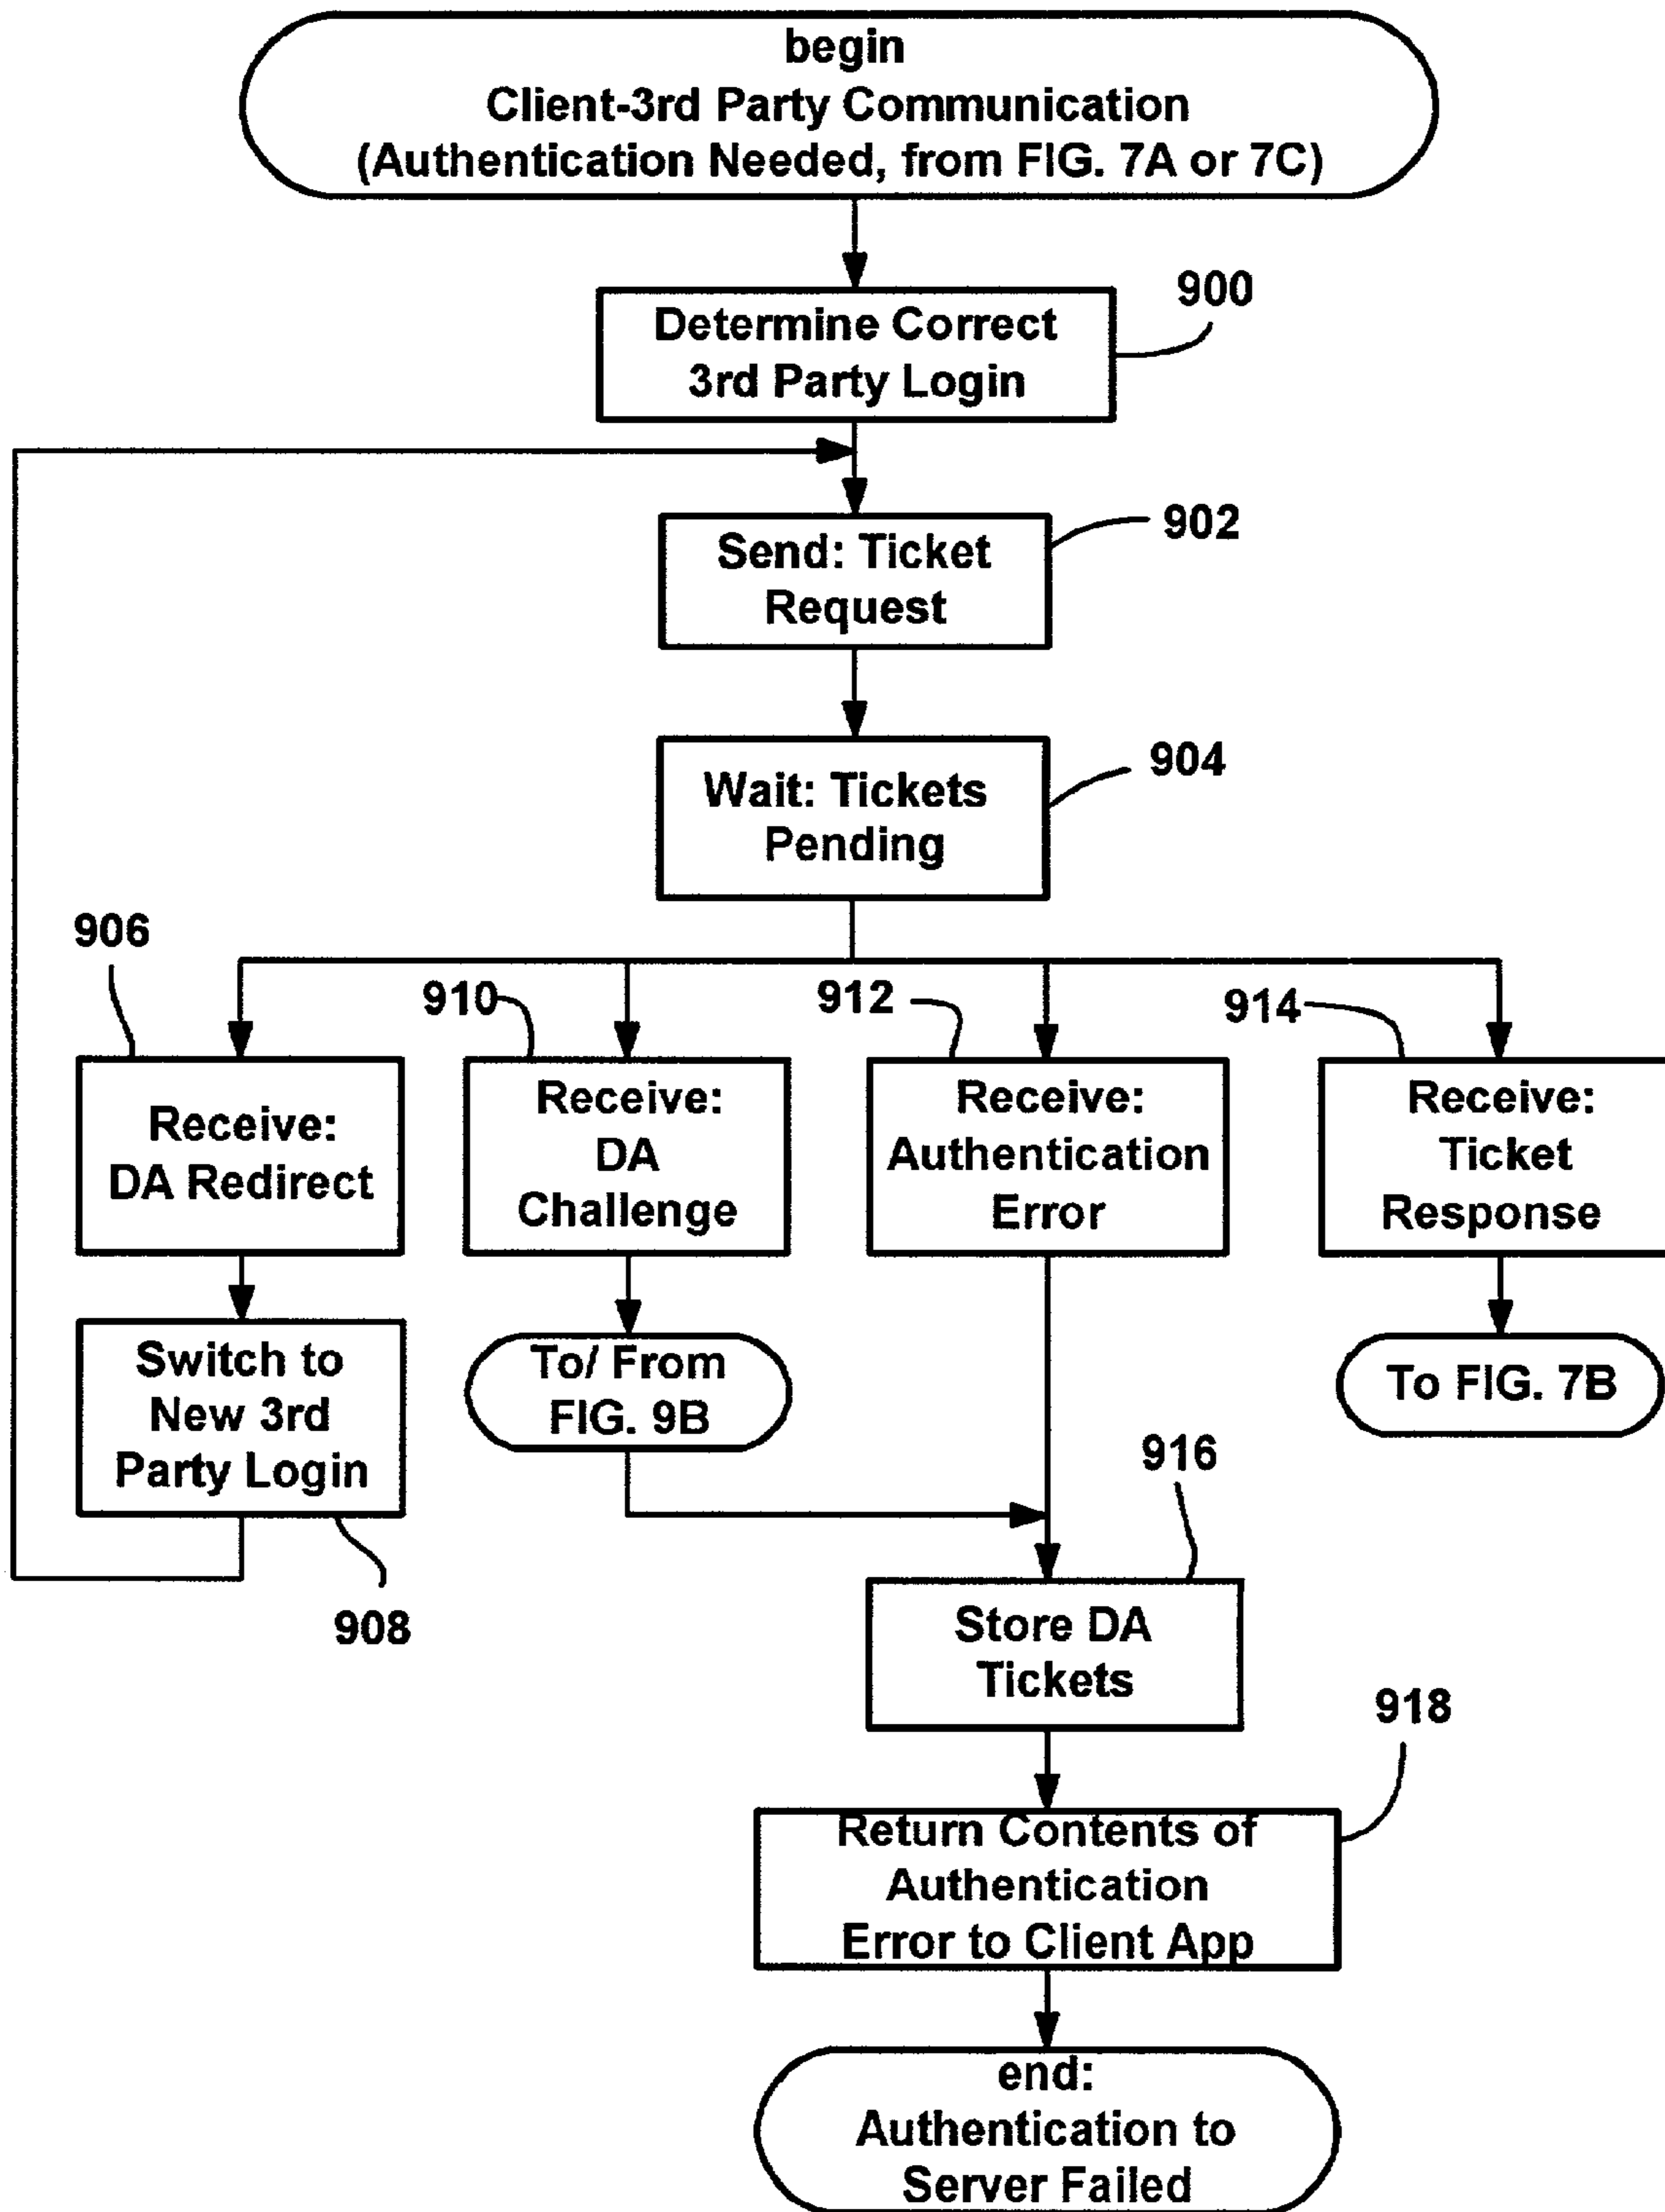 begin
Client-3rd Party Communication
(Authentication Needed, from FIG. 7A or 7C)
900
Determine Correct
3rd Party Login
902
Send: Ticket
Request
904
Wait: Tickets
Pending
906
910
912
914
Receive:
DA Redirect
Receive:
DA
Challenge
Receive:
Authentication
Error
Receive:
Ticket
Response
Switch to
New 3rd
Party Login
908
To/ From
FIG. 9B
To FIG. 7B
916
Store DA
Tickets
918
Return Contents of
Authentication
Error to Client App
end:
Authentication to
Server Failed